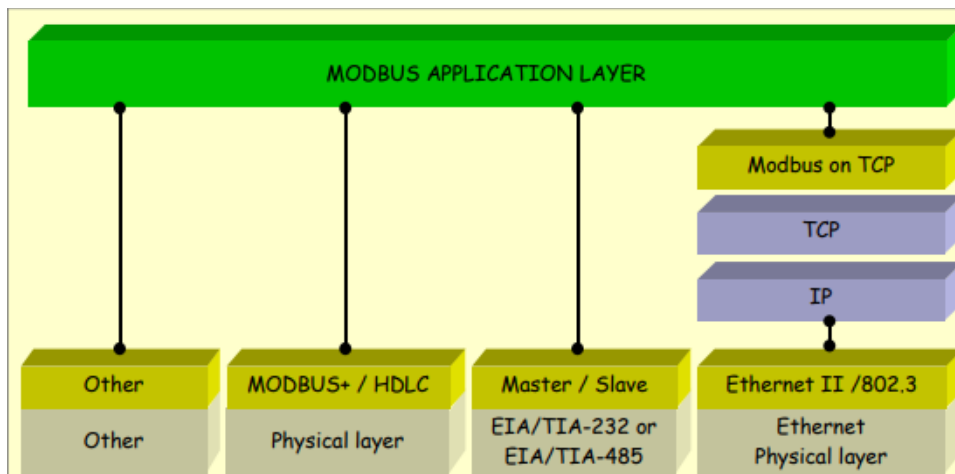 MODBUS APPLICATION LAYER
Modbus on TCP
TCP
IP
Other
MODBUS+ / HDLC
Master / Slave
Ethernet II /802.3
Other
Physical layer
EIA/TIA-232 or
EIA/TIA-485
Ethernet
Physical layer